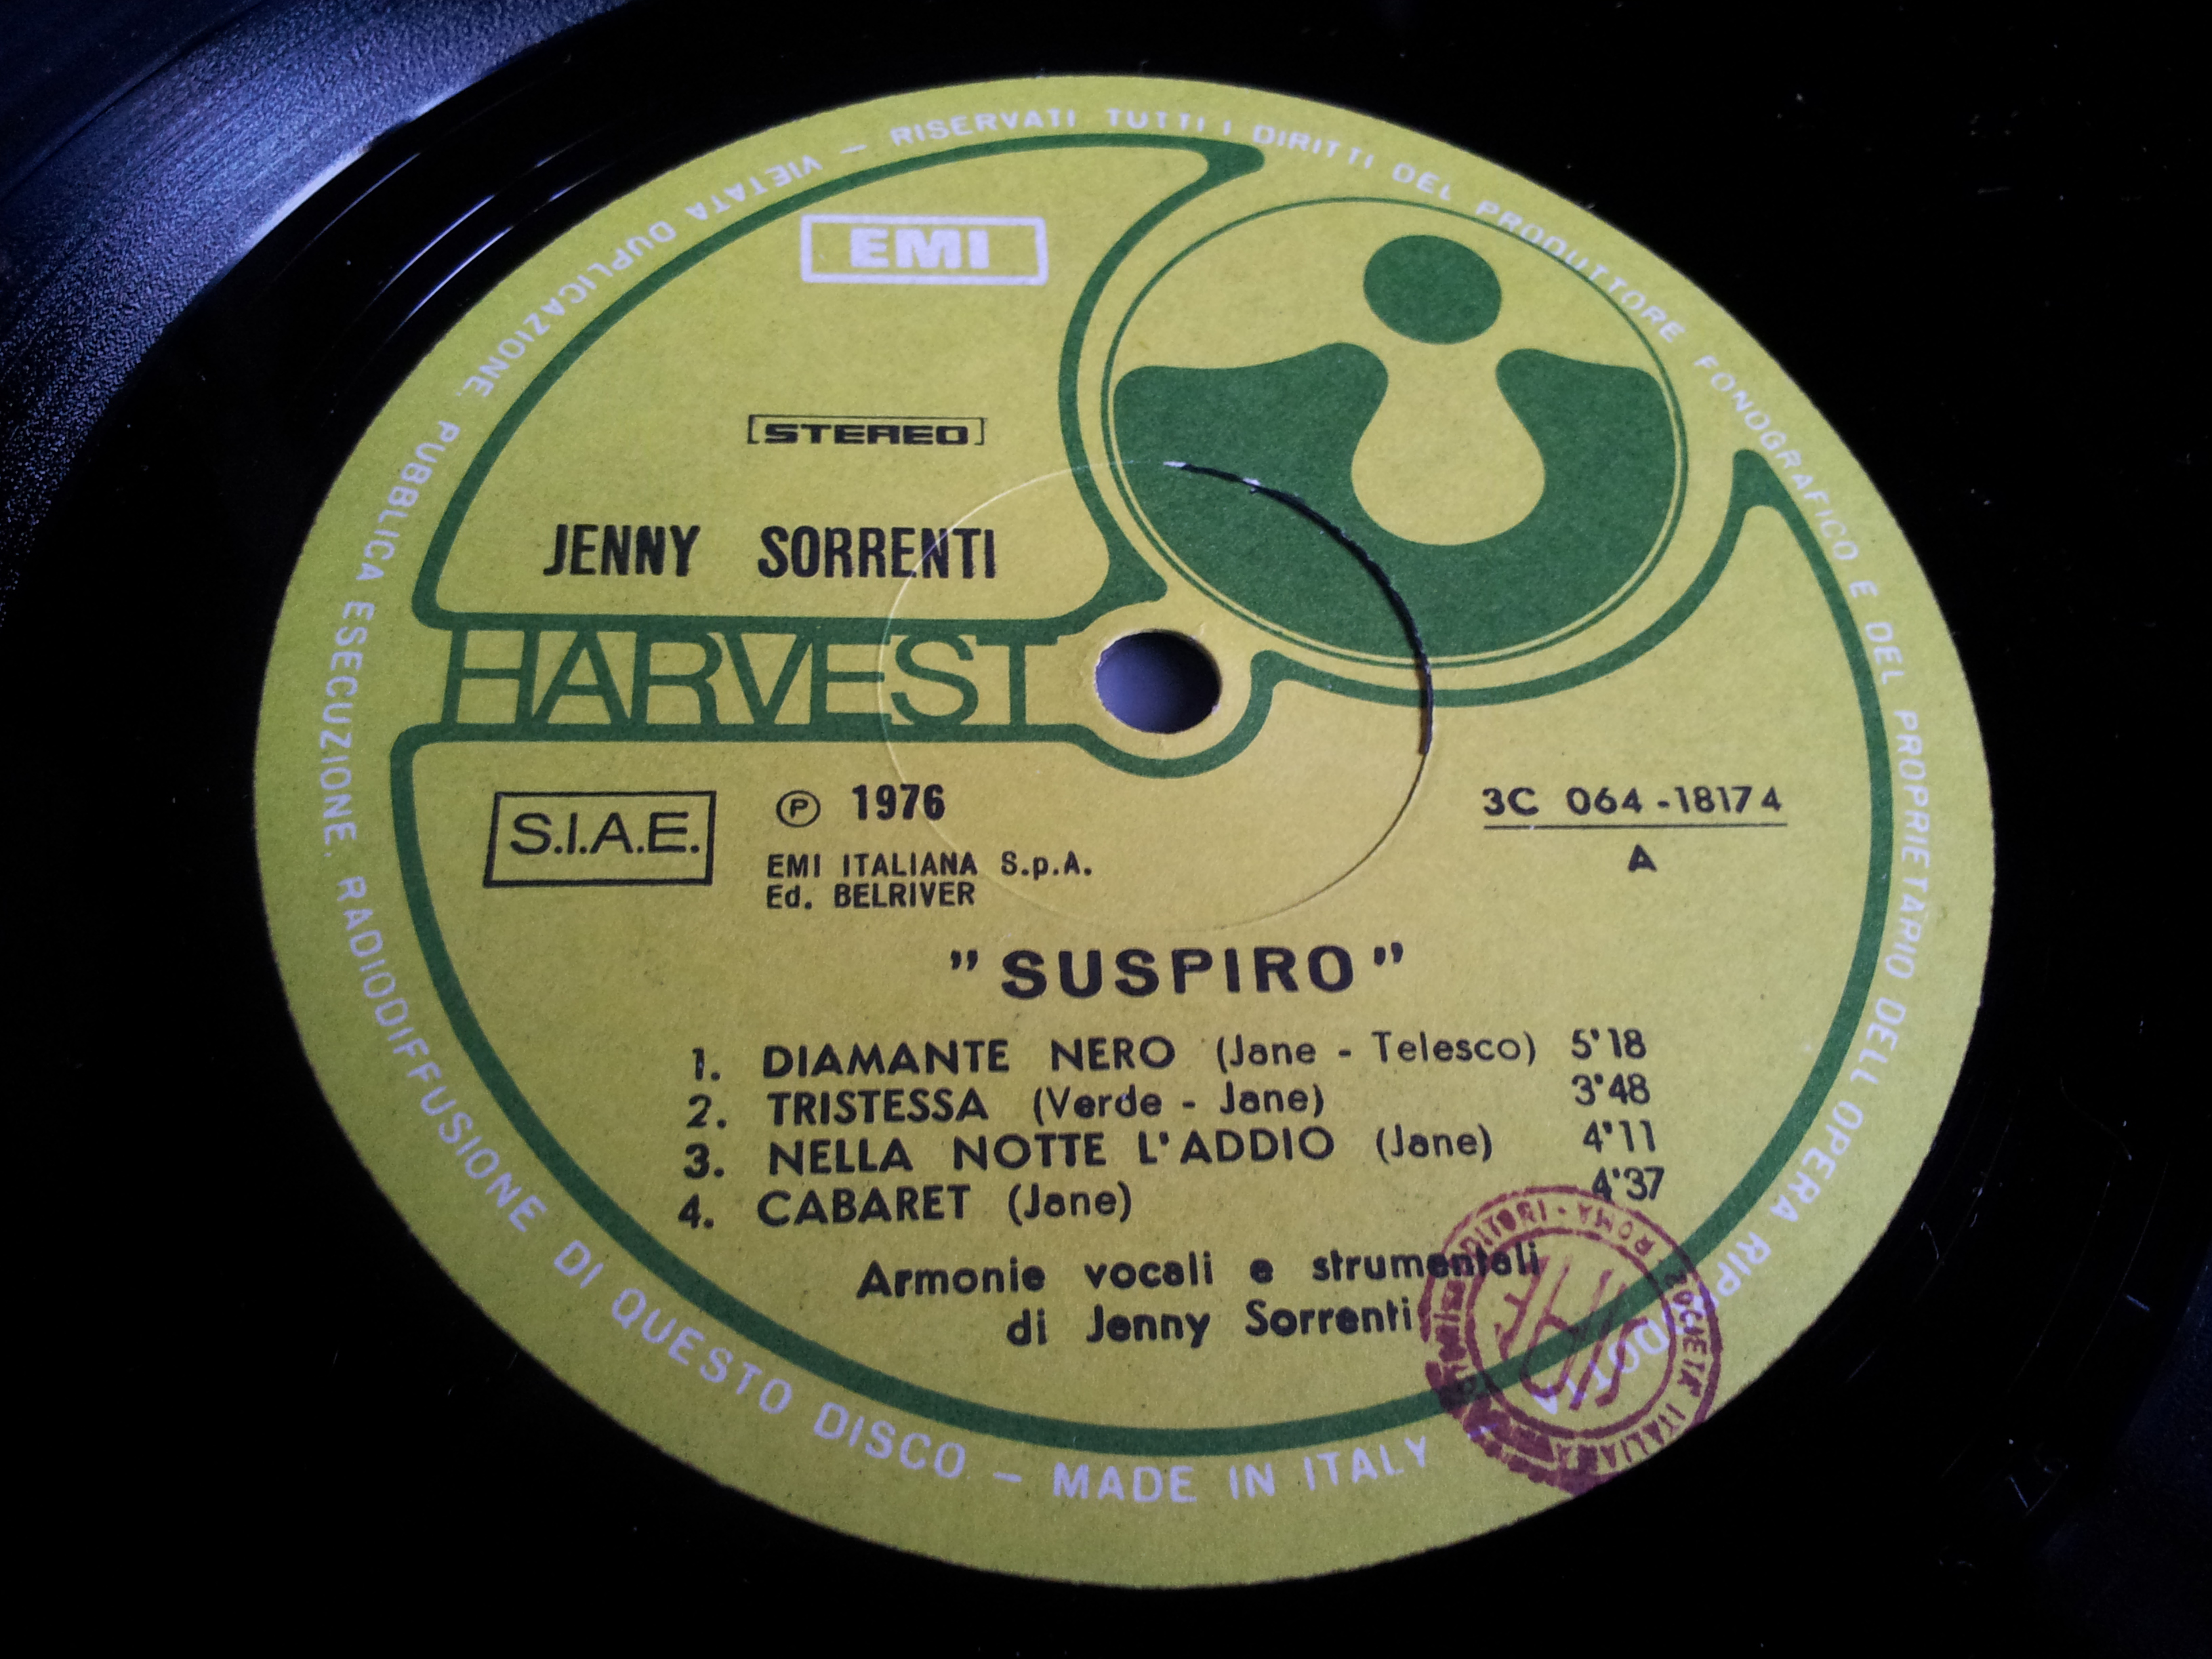 RISERVATI TUTTI I DIRITTI DEL PRODUTTORE FONOGRAFICO E DEL PROPRIETARIO DELL'OPERA
VIETATA DUPLICAZIONE. PUBBLICA ESECUZIONE. RADIODIFFUSIONE DI QUESTO DISCO – MADE IN ITALY
EMI
STEREO
JENNY SORRENTI
HARVEST
S.I.A.E.
℗ 1976
EMI ITALIANA S.p.A.
Ed. BELRIVER
3C 064-18174
A
"SUSPIRO"
1. DIAMANTE NERO (Jane - Telesco) 5'18
2. TRISTESSA (Verde - Jane) 3'48
3. NELLA NOTTE L'ADDIO (Jane) 4'11
4. CABARET (Jane) 4'37
Armonie vocali e strumentali
di Jenny Sorrenti
SOCIETA' ITALIANA
ROMA